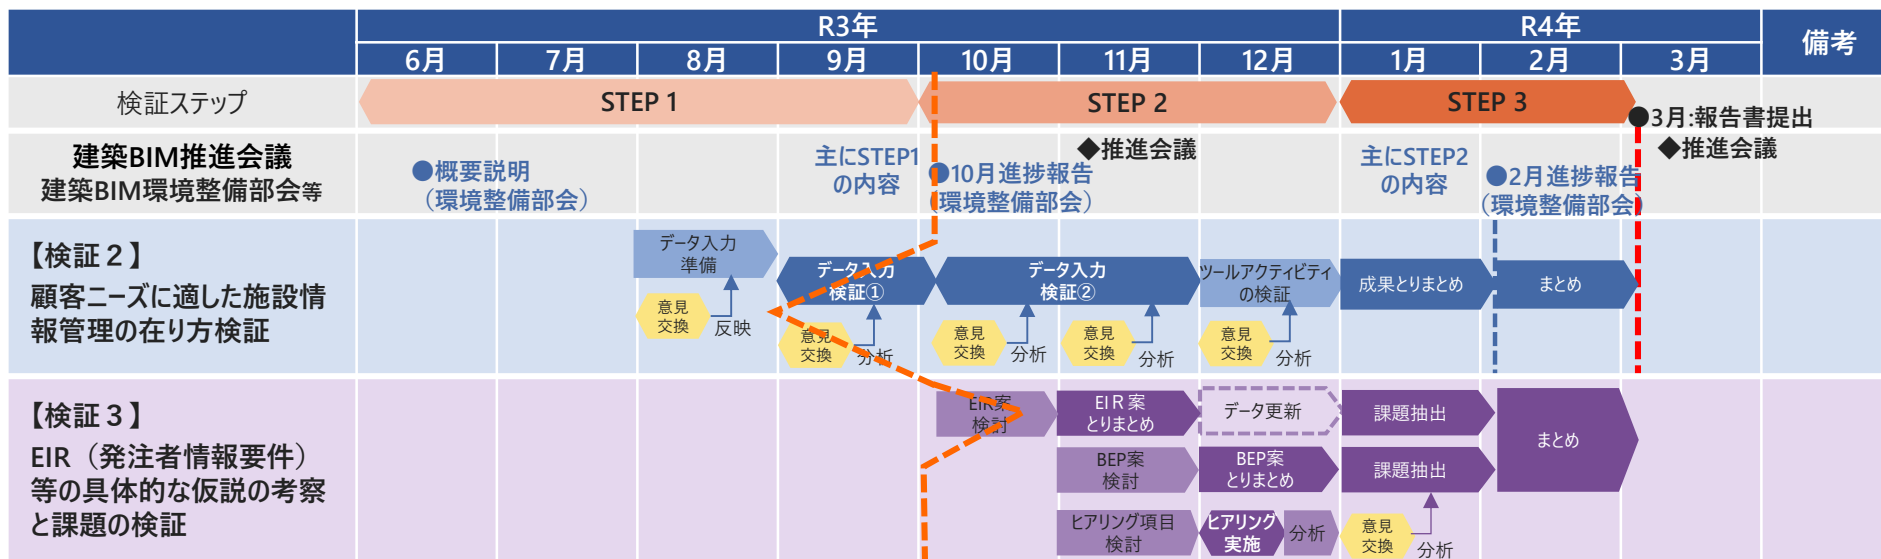 R3年
R4年
備考
6月
7月
8月
9月
10月
11月
12月
1月
2月
3月
検証ステップ
STEP 1
STEP 2
STEP 3
●3月:報告書提出
建築BIM推進会議
建築BIM環境整備部会等
●概要説明
（環境整備部会）
主にSTEP1
の内容
●10月進捗報告
（環境整備部会）
◆推進会議
主にSTEP2
の内容
●2月進捗報告
（環境整備部会）
◆推進会議
【検証２】
顧客ニーズに適した施設情
報管理の在り方検証
データ入力
準備
意見
交換
反映
データ入力
検証①
意見
交換
分析
データ入力
検証②
意見
交換
分析
意見
交換
分析
ツールアクティビティ
の検証
意見
交換
分析
成果とりまとめ
まとめ
【検証３】
EIR（発注者情報要件）
等の具体的な仮説の考察
と課題の検証
EIR案
検討
EIＲ案
とりまとめ
データ更新
課題抽出
まとめ
BEP案
検討
BEP案
とりまとめ
課題抽出
ヒアリング項目
検討
ヒアリング
実施
分析
意見
交換
分析